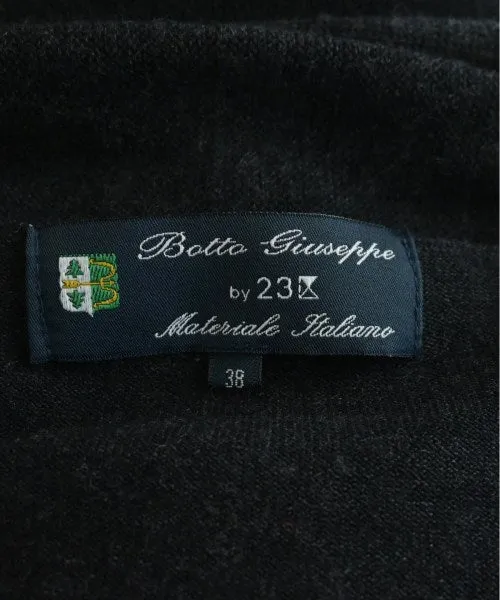 Botto Giuseppe
by 23区
Materiale Italiano
38